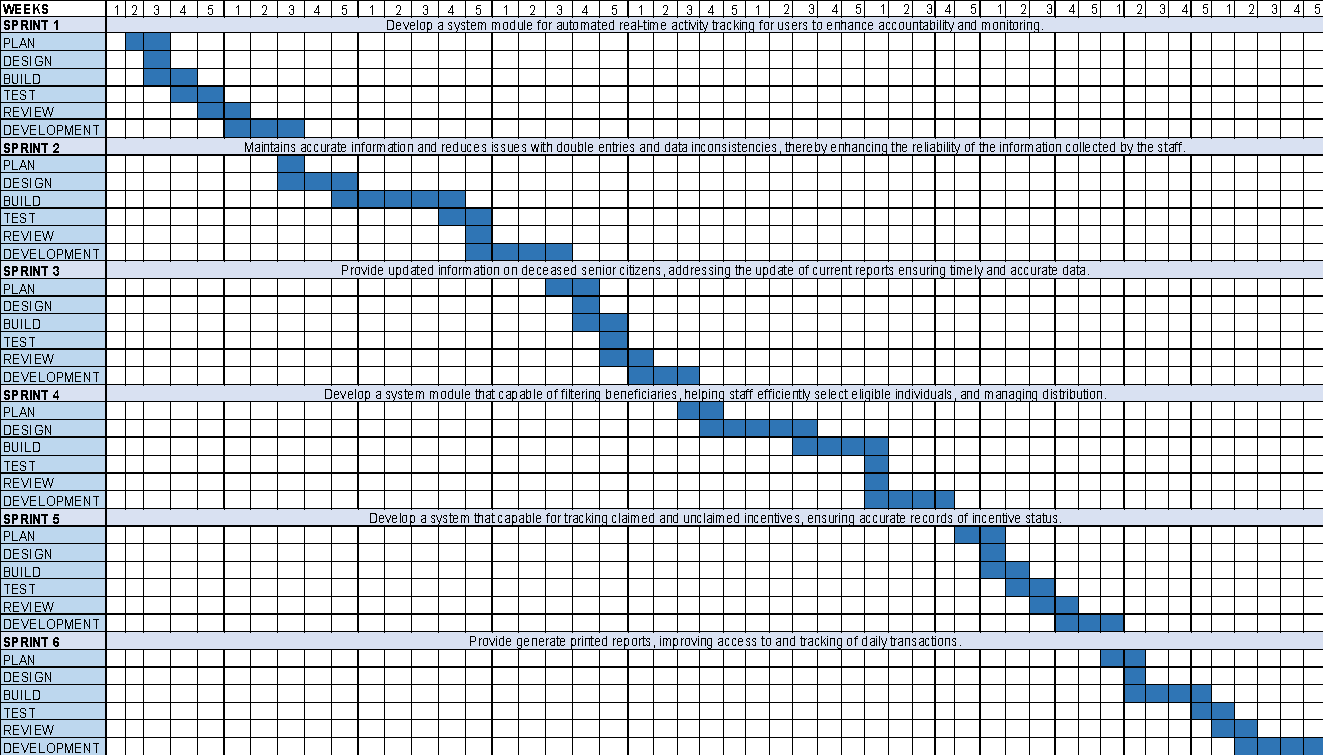 WEEKS 1 2 3 4 5 1 2 3 4 5 1 2 3 4 5 1 2 3 4 5 1 2 3 4 5 1 2 3 4 5 1 2 3 4 5 1 2 3 4 5 1 2 3 4 5 1 2 3 4 5
SPRINT 1 Develop a system module for automated real-time activity tracking for users to enhance accountability and monitoring.
PLAN
DESIGN
BUILD
TEST
REVIEW
DEVELOPMENT
SPRINT 2 Maintains accurate information and reduces issues with double entries and data inconsistencies, thereby enhancing the reliability of the information collected by the staff.
PLAN
DESIGN
BUILD
TEST
REVIEW
DEVELOPMENT
SPRINT 3 Provide updated information on deceased senior citizens, addressing the update of current reports ensuring timely and accurate data.
PLAN
DESIGN
BUILD
TEST
REVIEW
DEVELOPMENT
SPRINT 4 Develop a system module that capable of filtering beneficiaries, helping staff efficiently select eligible individuals, and managing distribution.
PLAN
DESIGN
BUILD
TEST
REVIEW
DEVELOPMENT
SPRINT 5 Develop a system that capable for tracking claimed and unclaimed incentives, ensuring accurate records of incentive status.
PLAN
DESIGN
BUILD
TEST
REVIEW
DEVELOPMENT
SPRINT 6 Provide generate printed reports, improving access to and tracking of daily transactions.
PLAN
DESIGN
BUILD
TEST
REVIEW
DEVELOPMENT